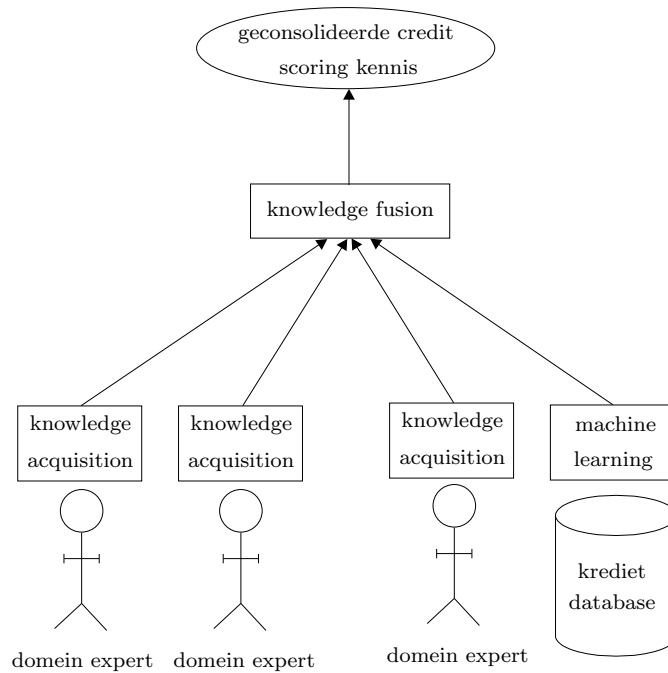 geconsolideerde credit
scoring kennis
knowledge fusion
knowledge
acquisition
knowledge
acquisition
knowledge
acquisition
machine
learning
krediet
database
domein expert
domein expert
domein expert